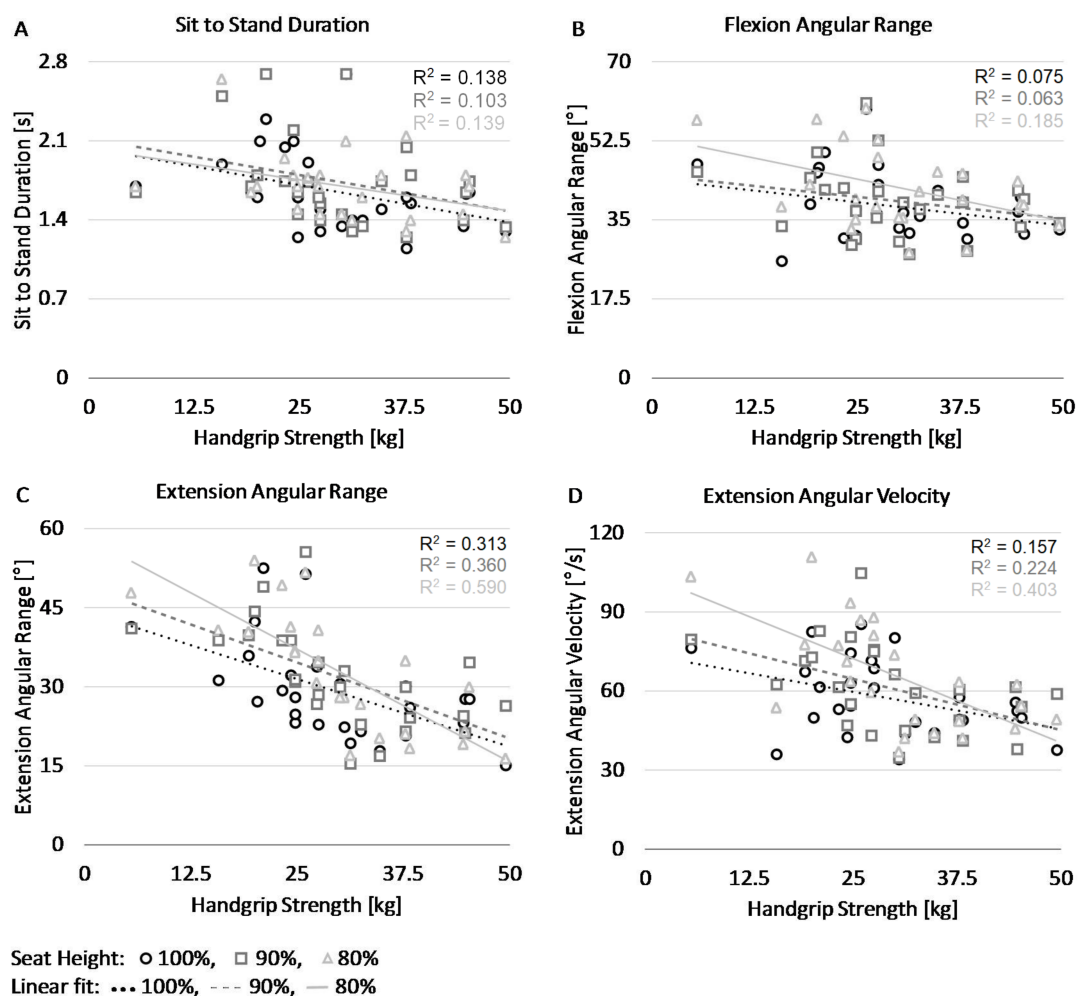 A
Sit to Stand Duration
Sit to Stand Duration [s]
2.8
2.1
1.4
0.7
0
R² = 0.138
R² = 0.103
R² = 0.139
0 12.5 25 37.5 50
Handgrip Strength [kg]
B
Flexion Angular Range
Flexion Angular Range [°]
70
52.5
35
17.5
0
R² = 0.075
R² = 0.063
R² = 0.185
0 12.5 25 37.5 50
Handgrip Strength [kg]
C
Extension Angular Range
Extension Angular Range [°]
60
45
30
15
0
R² = 0.313
R² = 0.360
R² = 0.590
0 12.5 25 37.5 50
Handgrip Strength [kg]
D
Extension Angular Velocity
Extension Angular Velocity [°/s]
120
90
60
30
0
R² = 0.157
R² = 0.224
R² = 0.403
0 12.5 25 37.5 50
Handgrip Strength [kg]
Seat Height: 100%, 90%, 80%
Linear fit: 100%, 90%, 80%